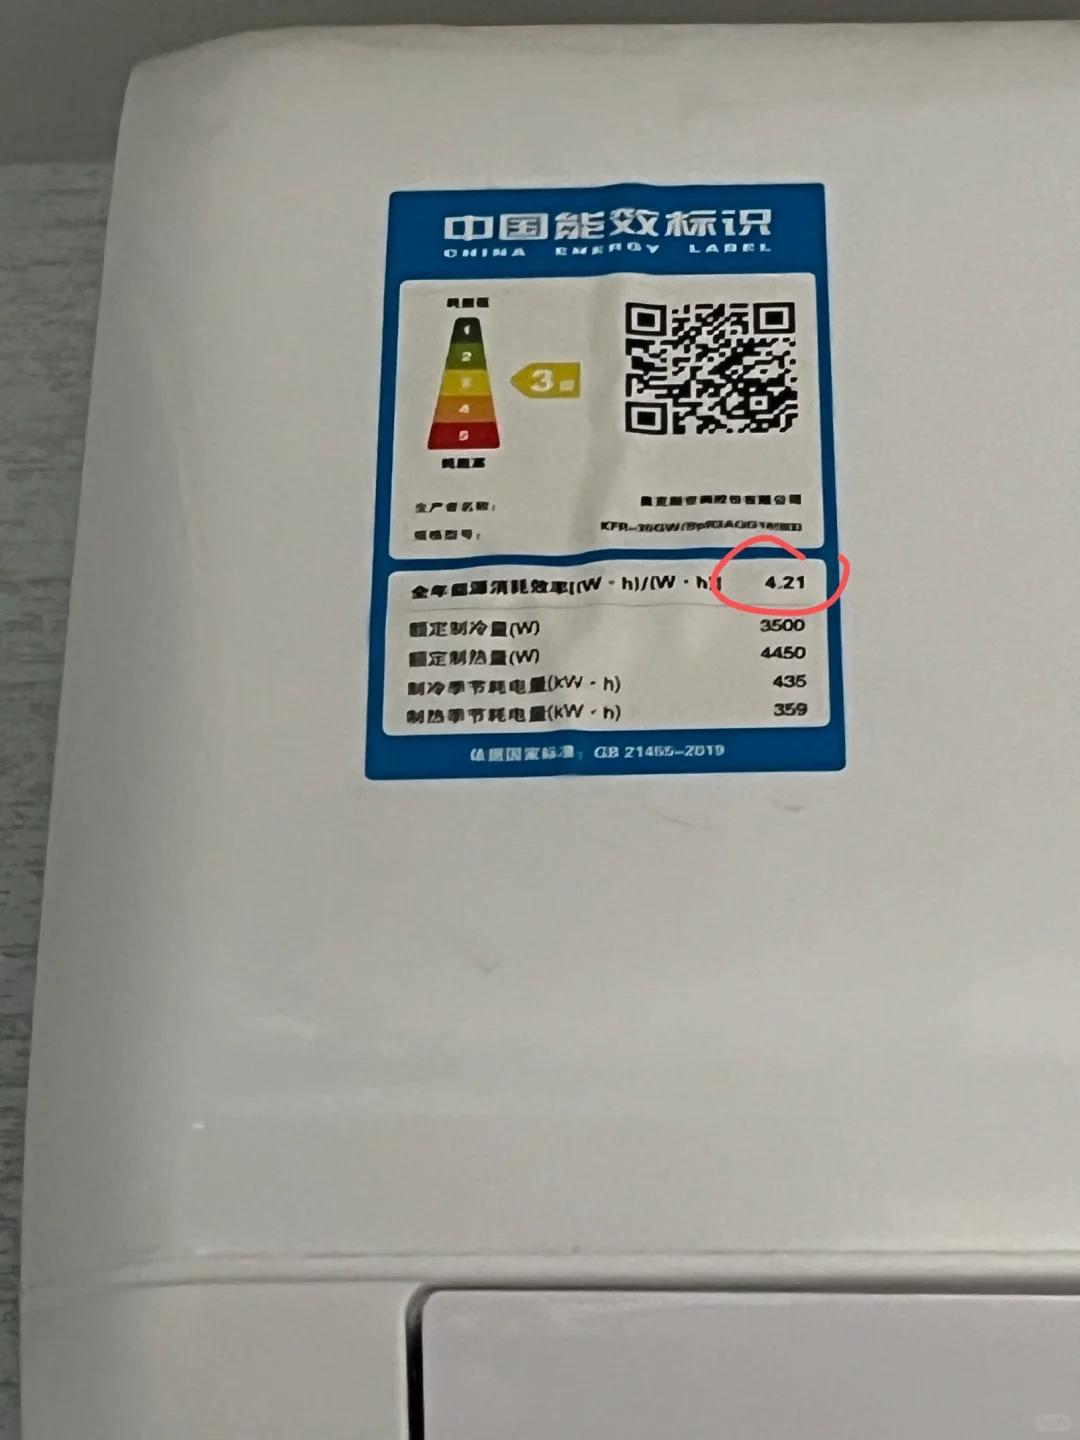 中国能效标识
CHINA ENERGY LABEL
耗能低
1
2
3
4
5
3级
耗能高
生产者名称：
规格型号：
全年能源消耗效率[(W·h)/(W·h)] 4.21
额定制冷量(W) 3500
额定制热量(W) 4450
制冷季节耗电量(kW·h) 435
制热季节耗电量(kW·h) 359
依据国家标准：GB 21455-2019